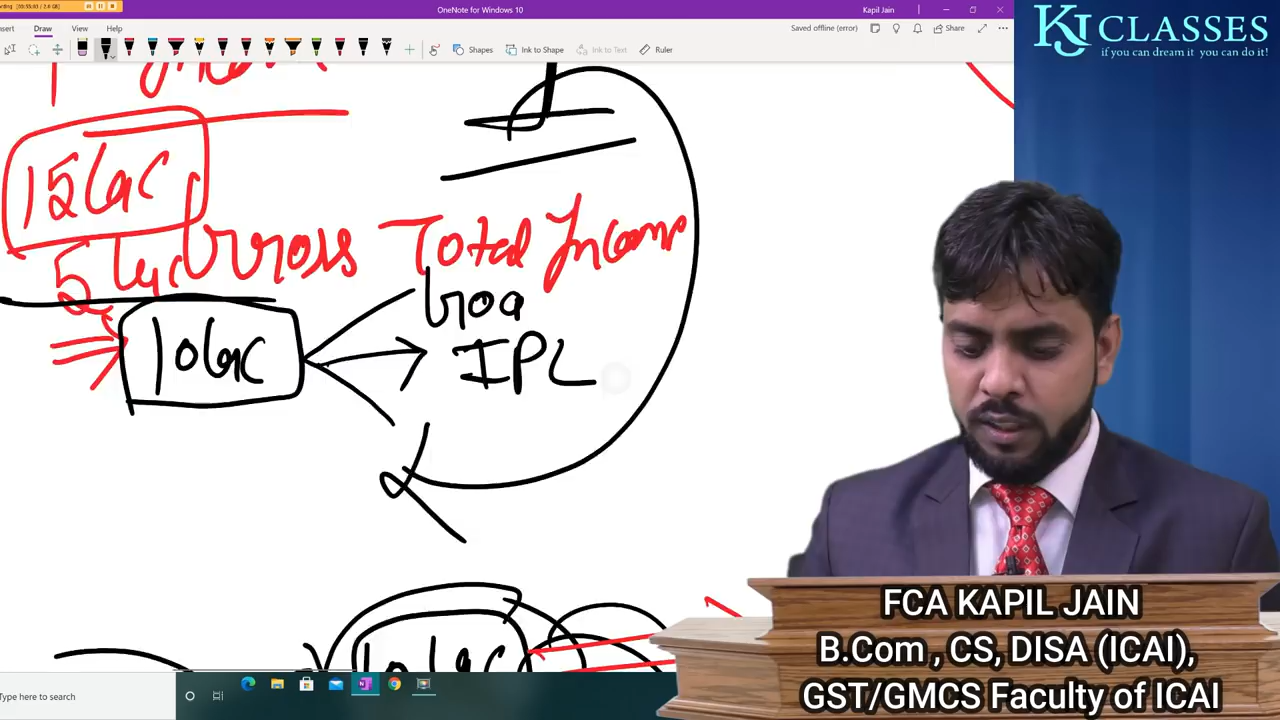 OneNote for Windows 10
Kapil Jain
nsert Draw View Help
Saved offline (error) Share
Shapes Ink to Shape Ink to Text Ruler
KJ CLASSES
if you can dream it you can do it!
15 lac
5 lac
Gross Total Income
Goa
10 lac
IPL
10 lac
FCA KAPIL JAIN
B.Com , CS, DISA (ICAI),
GST/GMCS Faculty of ICAI
Type here to search